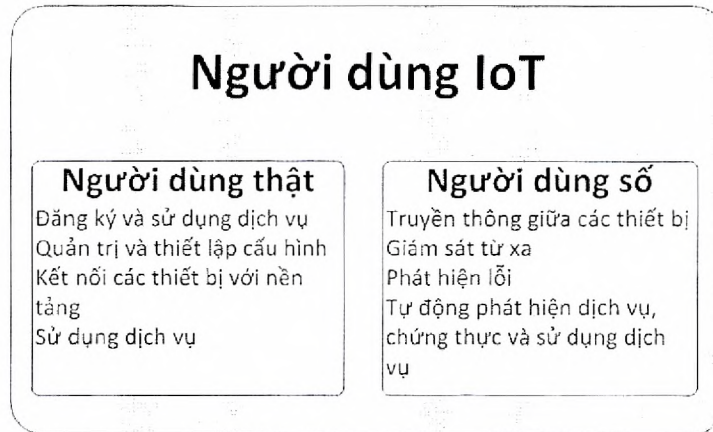 Người dùng IoT
Người dùng thật
Đăng ký và sử dụng dịch vụ
Quản trị và thiết lập cấu hình
Kết nối các thiết bị với nền
tảng
Sử dụng dịch vụ
Người dùng số
Truyền thông giữa các thiết bị
Giám sát từ xa
Phát hiện lỗi
Tự động phát hiện dịch vụ,
chứng thực và sử dụng dịch
vụ